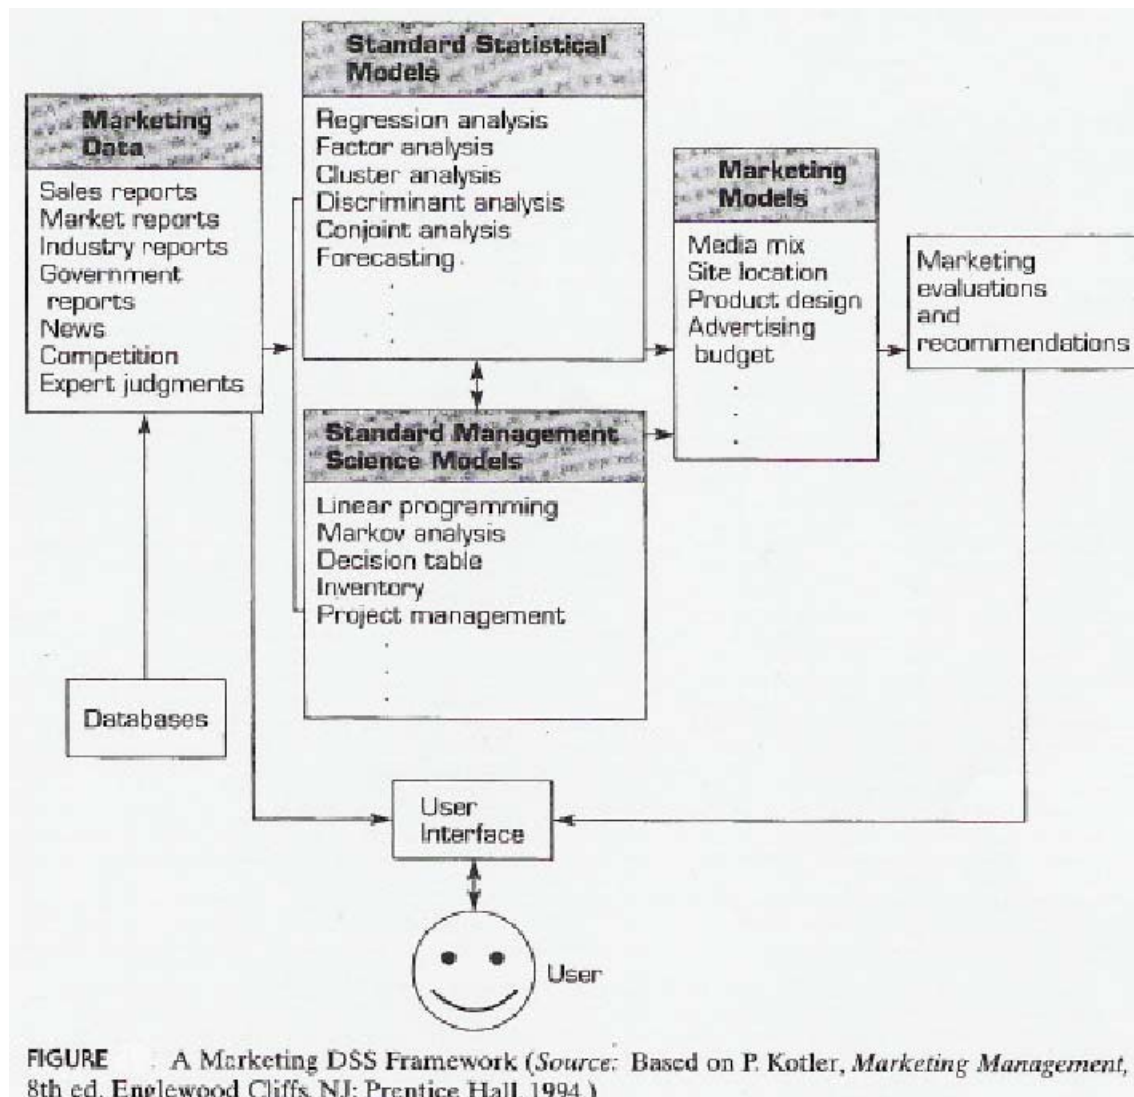 Standard Statistical
Models
Regression analysis
Factor analysis
Cluster analysis
Discriminant analysis
Conjoint analysis
Forecasting
Marketing
Data
Sales reports
Market reports
Industry reports
Government
reports
News
Competition
Expert judgments
Marketing
Models
Media mix
Site location
Product design
Advertising
budget
Marketing
evaluations
and
recommendations
Standard Management
Science Models
Linear programming
Markov analysis
Decision table
Inventory
Project management
Databases
User
Interface
User
FIGURE A Marketing DSS Framework (Source: Based on P. Kotler, Marketing Management,
8th ed. Englewood Cliffs, NJ: Prentice Hall, 1994.)